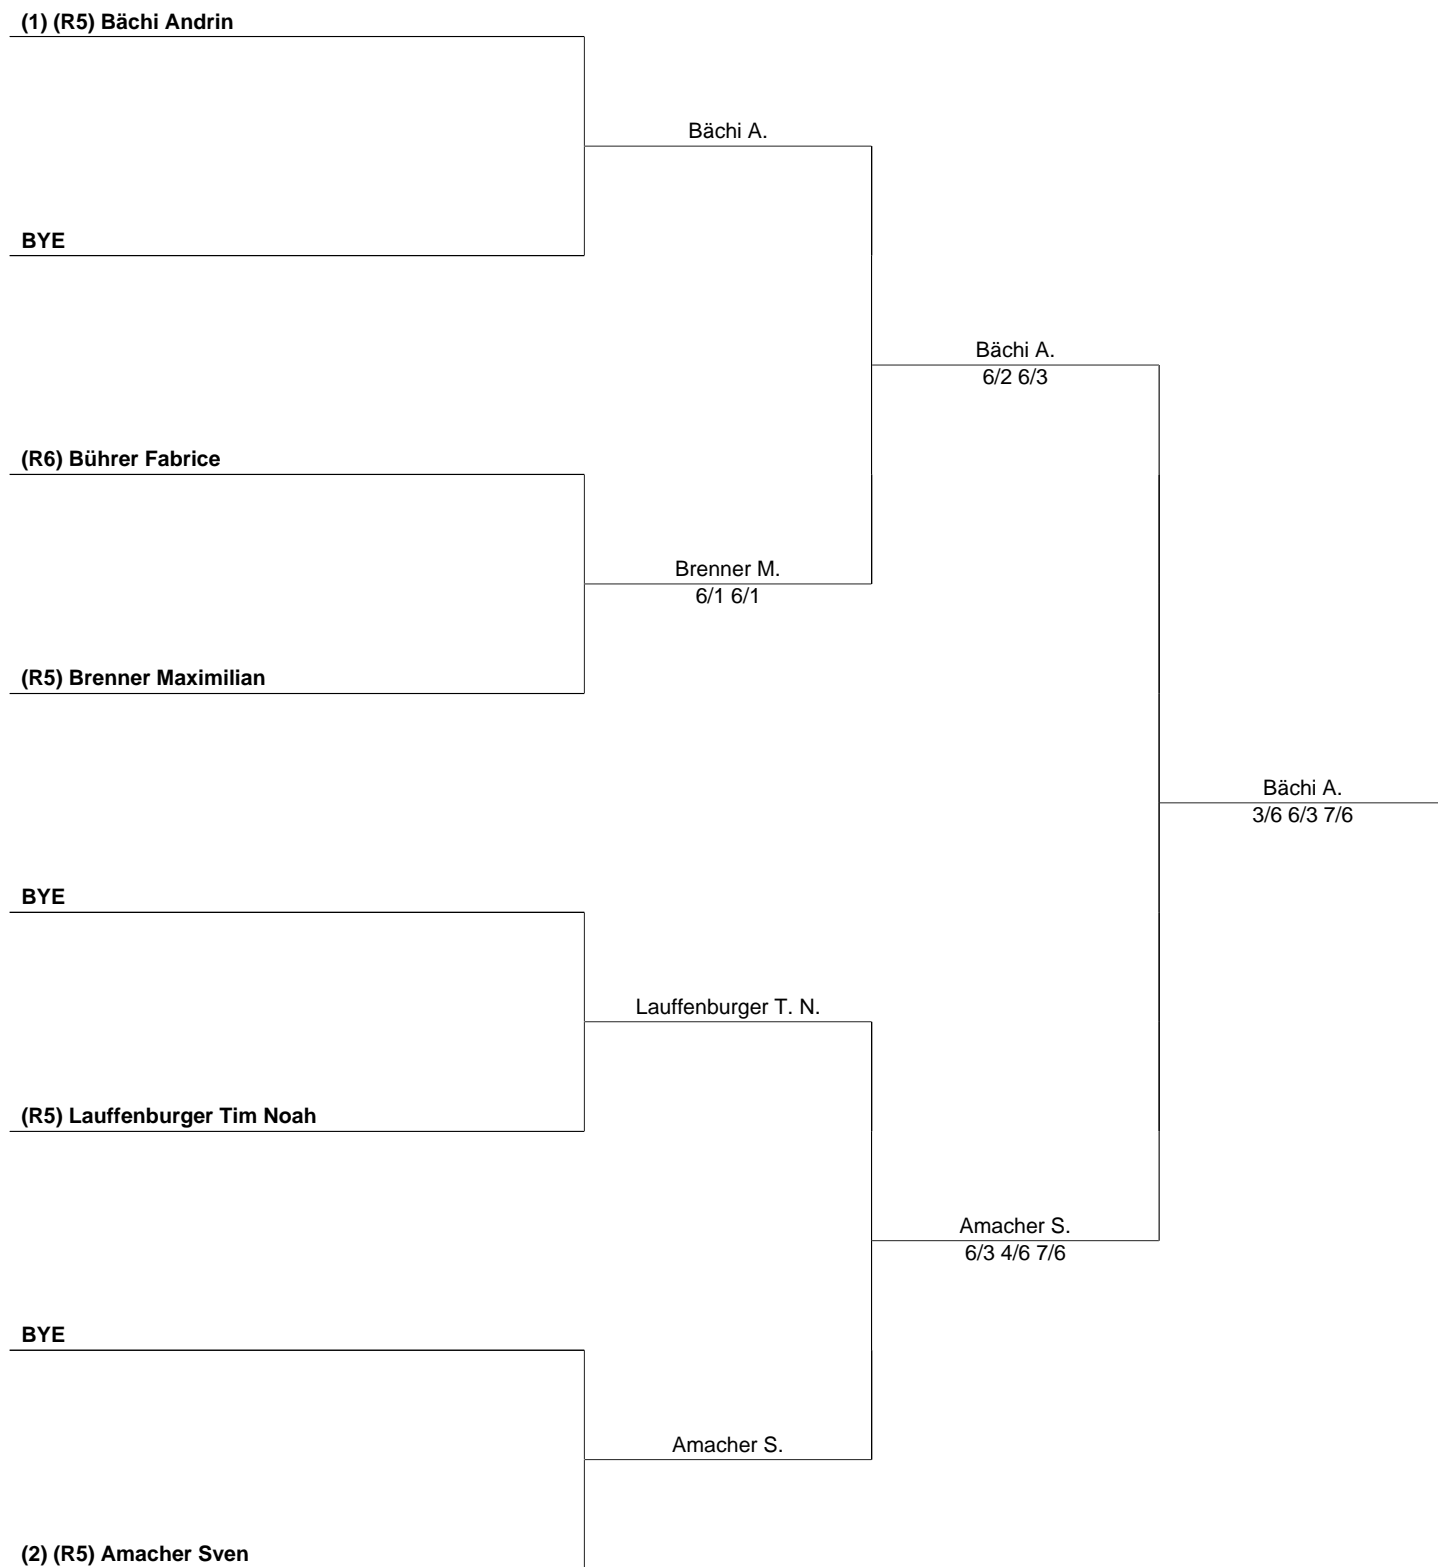 (1) (R5) Bächi Andrin
Bächi A.
BYE
Bächi A.
6/2 6/3
(R6) Bührer Fabrice
Brenner M.
6/1 6/1
(R5) Brenner Maximilian
Bächi A.
3/6 6/3 7/6
BYE
Lauffenburger T. N.
(R5) Lauffenburger Tim Noah
Amacher S.
6/3 4/6 7/6
BYE
Amacher S.
(2) (R5) Amacher Sven